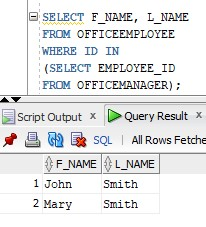 SELECT F_NAME, L_NAME
FROM OFFICEEMPLOYEE
WHERE ID IN
(SELECT EMPLOYEE_ID
FROM OFFICEMANAGER);
Script Output x Query Result x
SQL | All Rows Fetche
F_NAME L_NAME
1 John Smith
2 Mary Smith